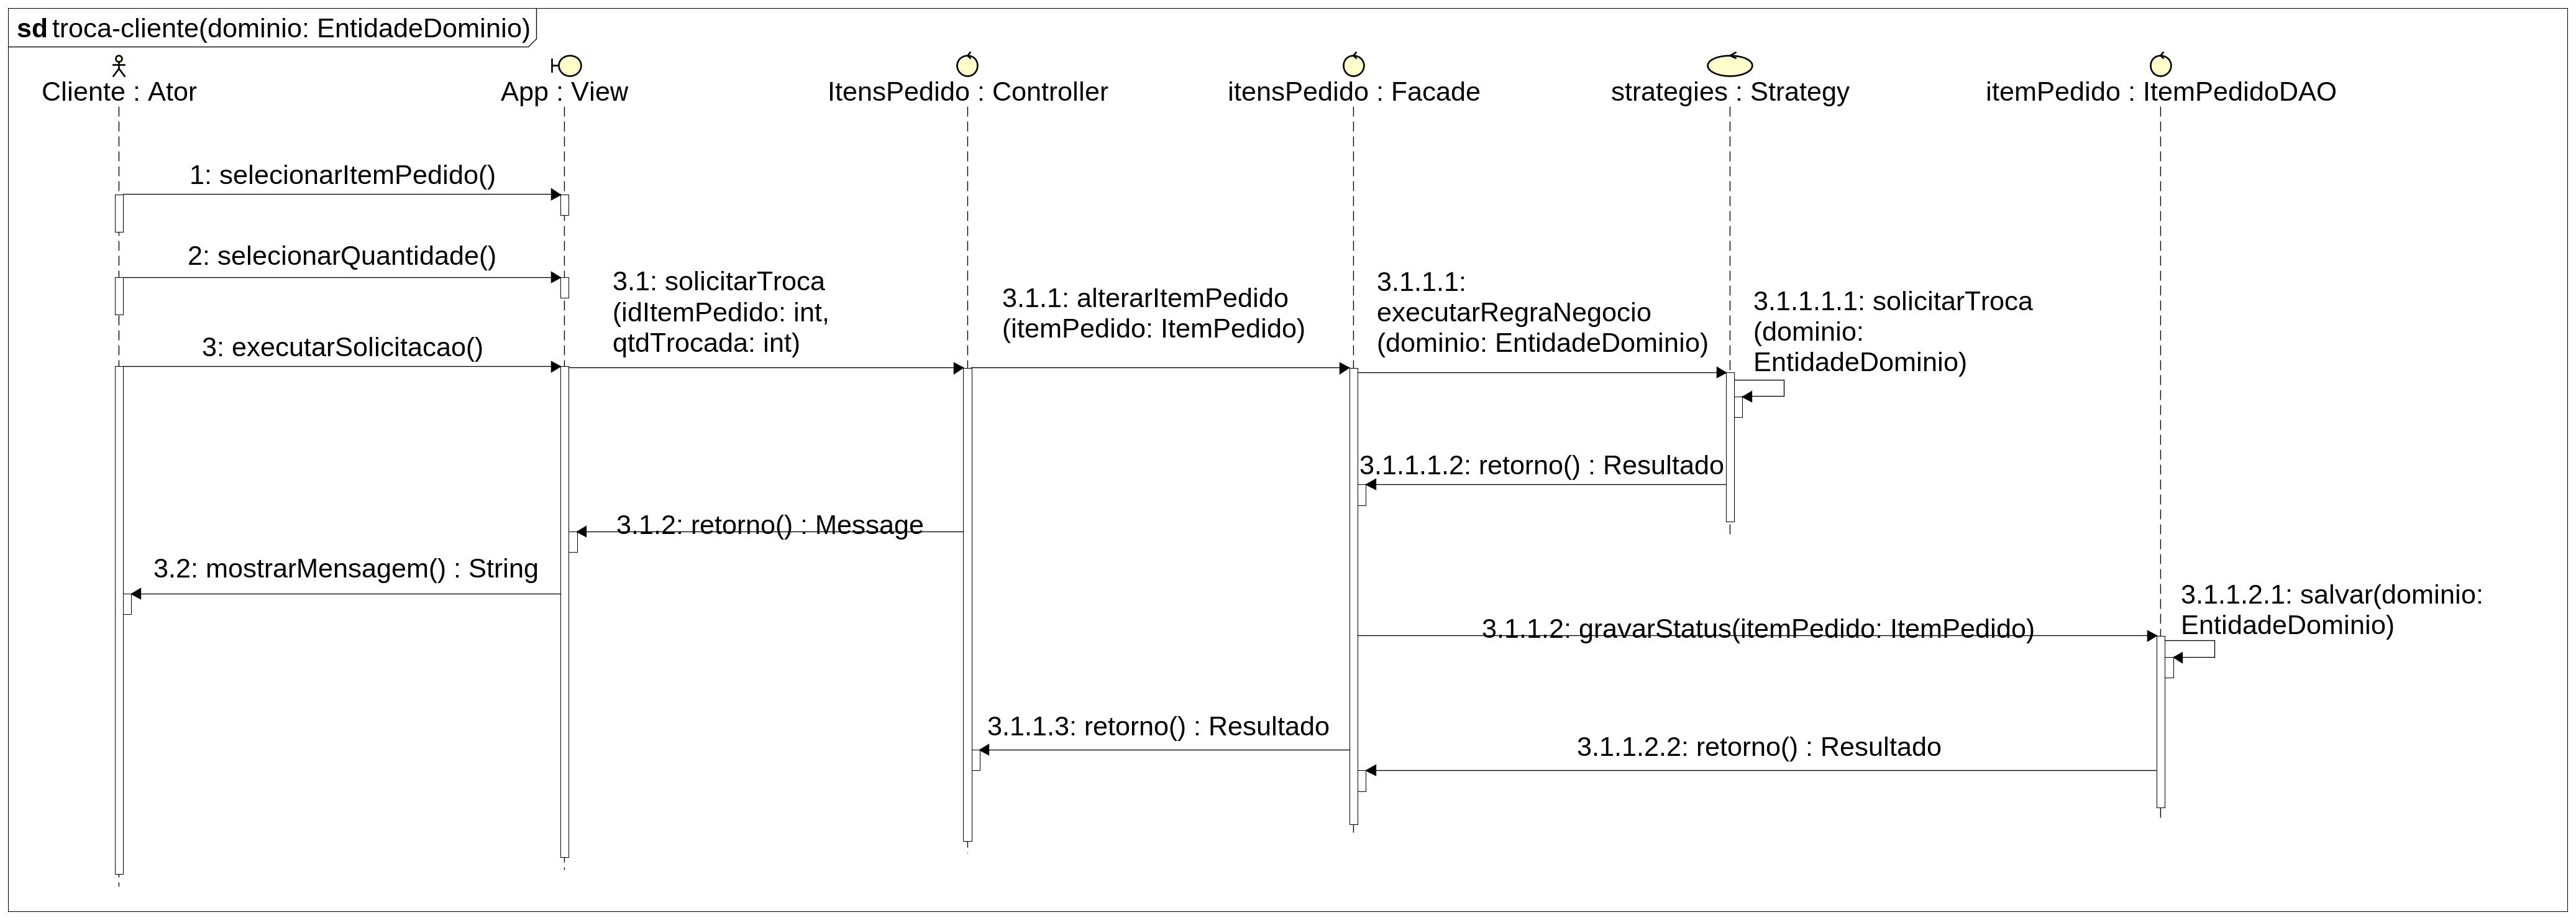 sd troca-cliente(dominio: EntidadeDominio)
Cliente : Ator
App : View
ItensPedido : Controller
itensPedido : Facade
strategies : Strategy
itemPedido : ItemPedidoDAO
1: selecionarItemPedido()
2: selecionarQuantidade()
3: executarSolicitacao()
3.1: solicitarTroca
(idItemPedido: int,
qtdTrocada: int)
3.1.1: alterarItemPedido
(itemPedido: ItemPedido)
3.1.1.1:
executarRegraNegocio
(dominio: EntidadeDominio)
3.1.1.1.1: solicitarTroca
(dominio:
EntidadeDominio)
3.1.1.1.2: retorno() : Resultado
3.1.2: retorno() : Message
3.2: mostrarMensagem() : String
3.1.1.2: gravarStatus(itemPedido: ItemPedido)
3.1.1.2.1: salvar(dominio:
EntidadeDominio)
3.1.1.3: retorno() : Resultado
3.1.1.2.2: retorno() : Resultado